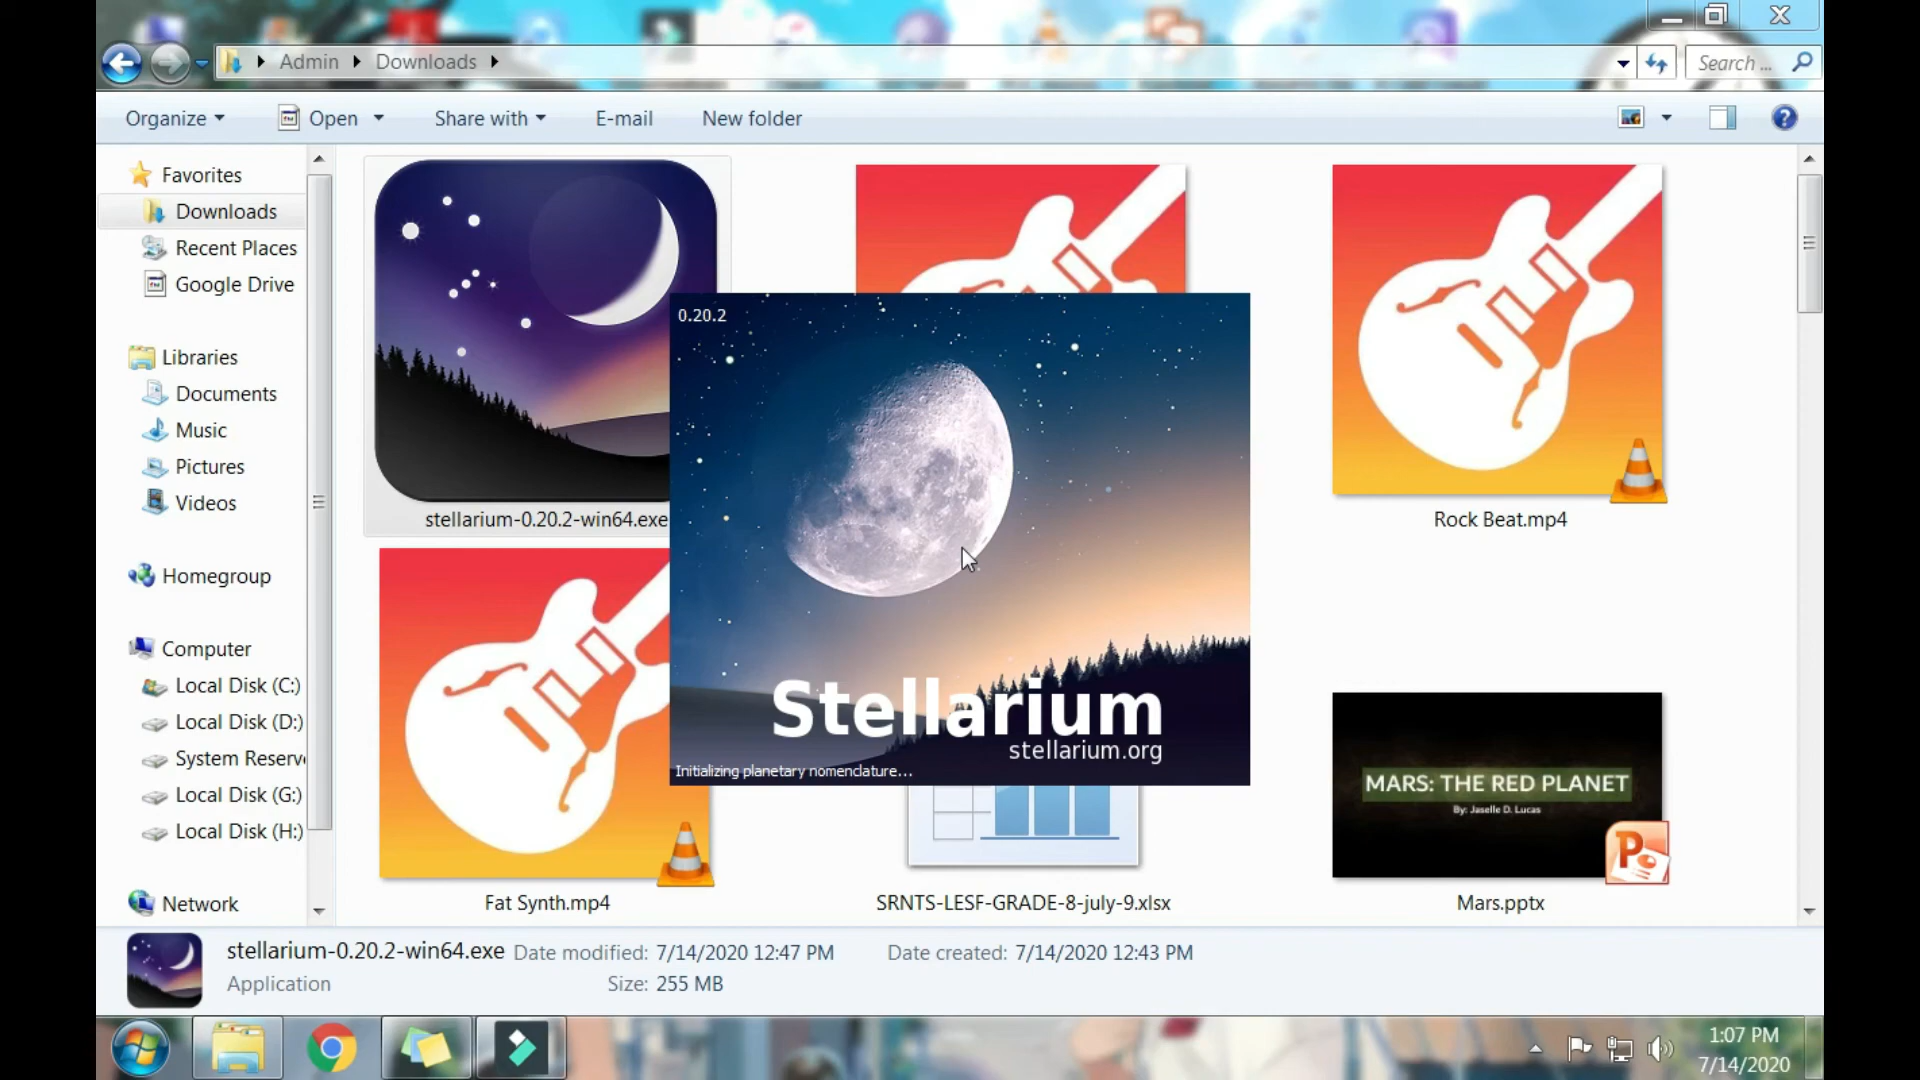 Admin
Downloads
Search ...
Organize
Open
Share with
E-mail
New folder
Favorites
Downloads
Recent Places
Google Drive
Libraries
Documents
Music
Pictures
Videos
Homegroup
Computer
Local Disk (C:)
Local Disk (D:)
System Reserv
Local Disk (G:)
Local Disk (H:)
Network
stellarium-0.20.2-win64.exe
Rock Beat.mp4
0.20.2
Stellarium
stellarium.org
Initializing planetary nomenclature...
MARS: THE RED PLANET
By: Jaselle D. Lucas
Fat Synth.mp4
SRNTS-LESF-GRADE-8-july-9.xlsx
Mars.pptx
stellarium-0.20.2-win64.exe
Date modified: 7/14/2020 12:47 PM
Date created: 7/14/2020 12:43 PM
Application
Size: 255 MB
1:07 PM
7/14/2020